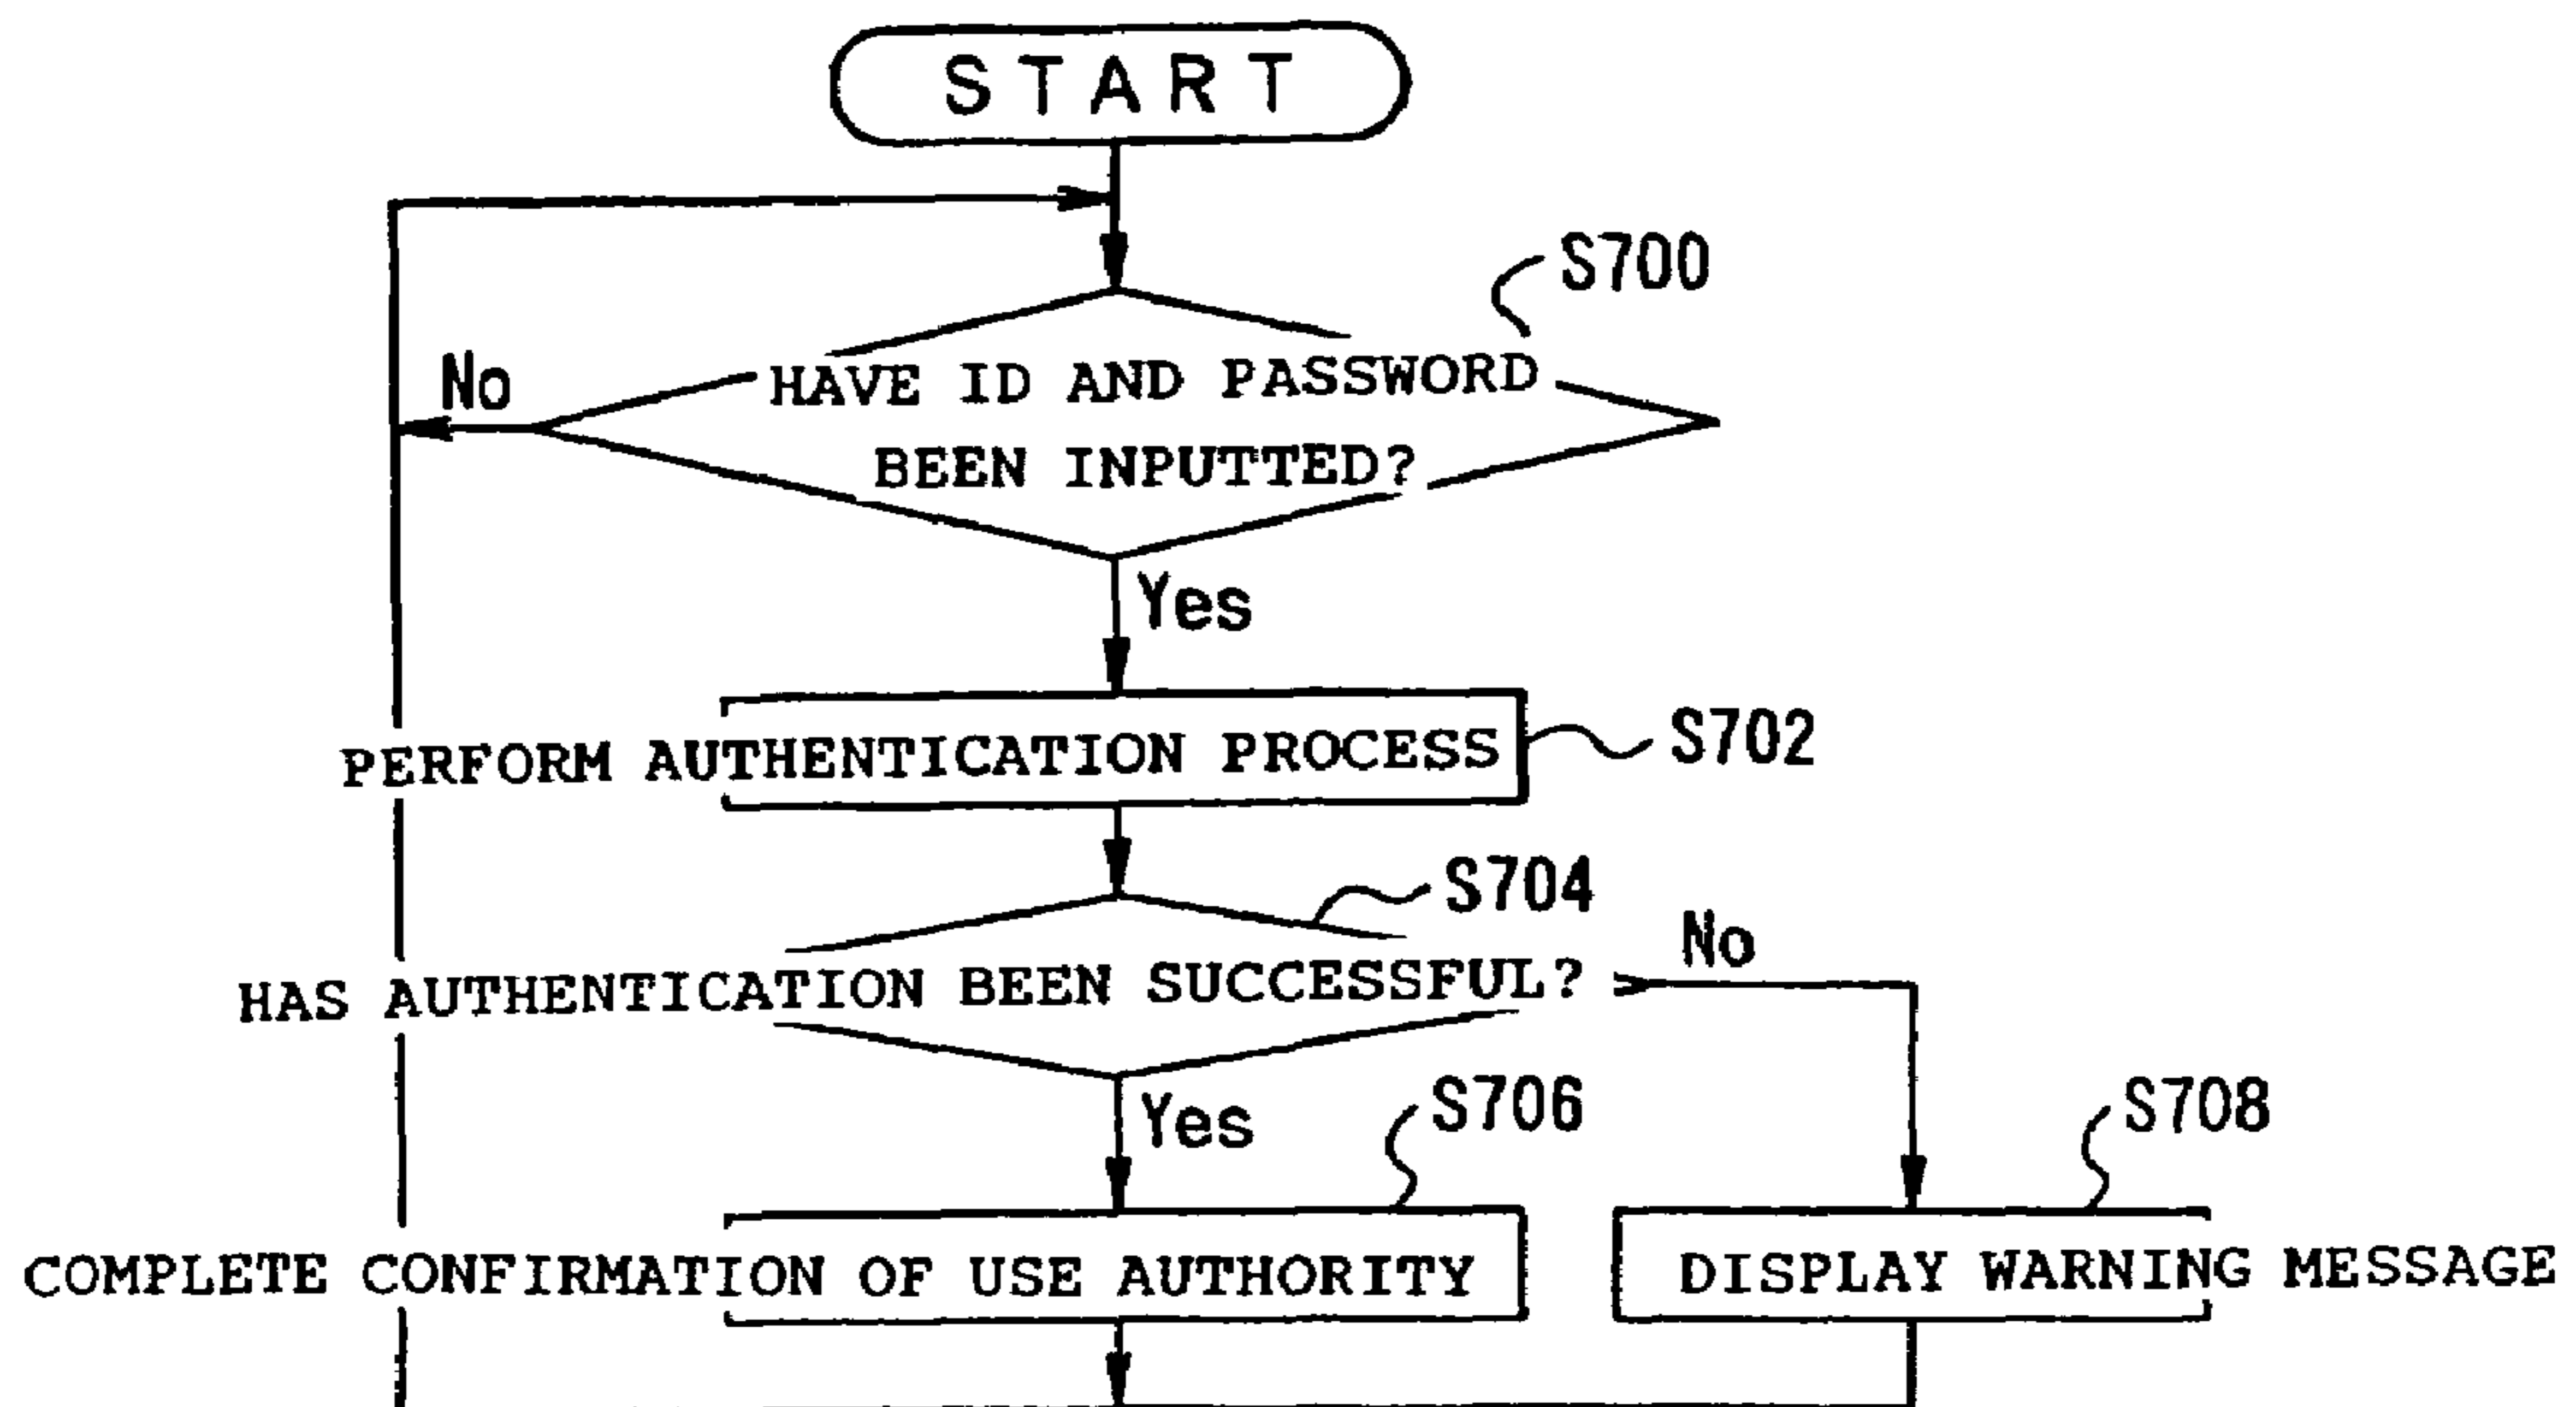 START
S700
No
HAVE ID AND PASSWORD
BEEN INPUTTED?
Yes
PERFORM AUTHENTICATION PROCESS
S702
S704
No
HAS AUTHENTICATION BEEN SUCCESSFUL?
Yes
S706
S708
COMPLETE CONFIRMATION OF USE AUTHORITY
DISPLAY WARNING MESSAGE